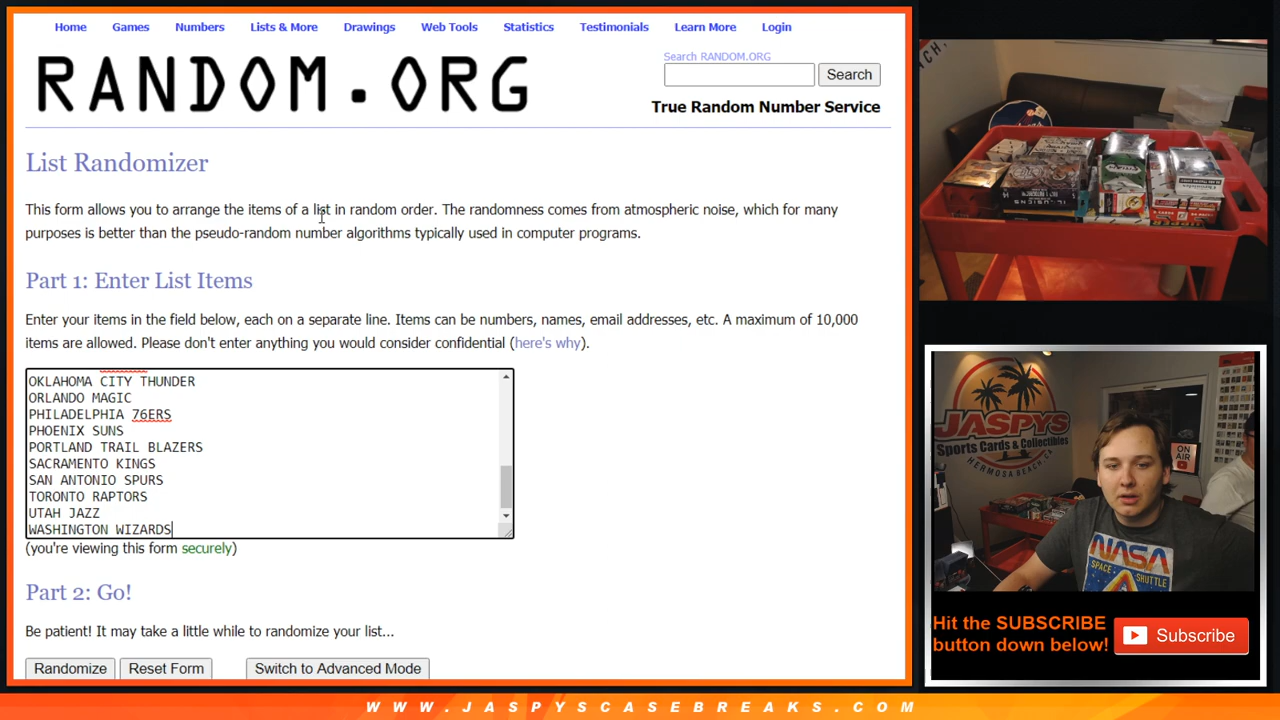 Home Games Numbers Lists & More Drawings Web Tools Statistics Testimonials Learn More Login
RANDOM.ORG
Search RANDOM.ORG
Search
True Random Number Service
List Randomizer
This form allows you to arrange the items of a list in random order. The randomness comes from atmospheric noise, which for many
purposes is better than the pseudo-random number algorithms typically used in computer programs.
Part 1: Enter List Items
Enter your items in the field below, each on a separate line. Items can be numbers, names, email addresses, etc. A maximum of 10,000
items are allowed. Please don't enter anything you would consider confidential (here's why).
OKLAHOMA CITY THUNDER
ORLANDO MAGIC
PHILADELPHIA 76ERS
PHOENIX SUNS
PORTLAND TRAIL BLAZERS
SACRAMENTO KINGS
SAN ANTONIO SPURS
TORONTO RAPTORS
UTAH JAZZ
WASHINGTON WIZARDS
(you're viewing this form securely)
Part 2: Go!
Be patient! It may take a little while to randomize your list...
Randomize Reset Form Switch to Advanced Mode
JASPYS
Sports Cards & Collectibles
HERMOSA BEACH, CA
ON AIR
NASA
SPACE SHUTTLE
Hit the SUBSCRIBE
button down below!
Subscribe
WWW.JASPYSCASEBREAKS.COM